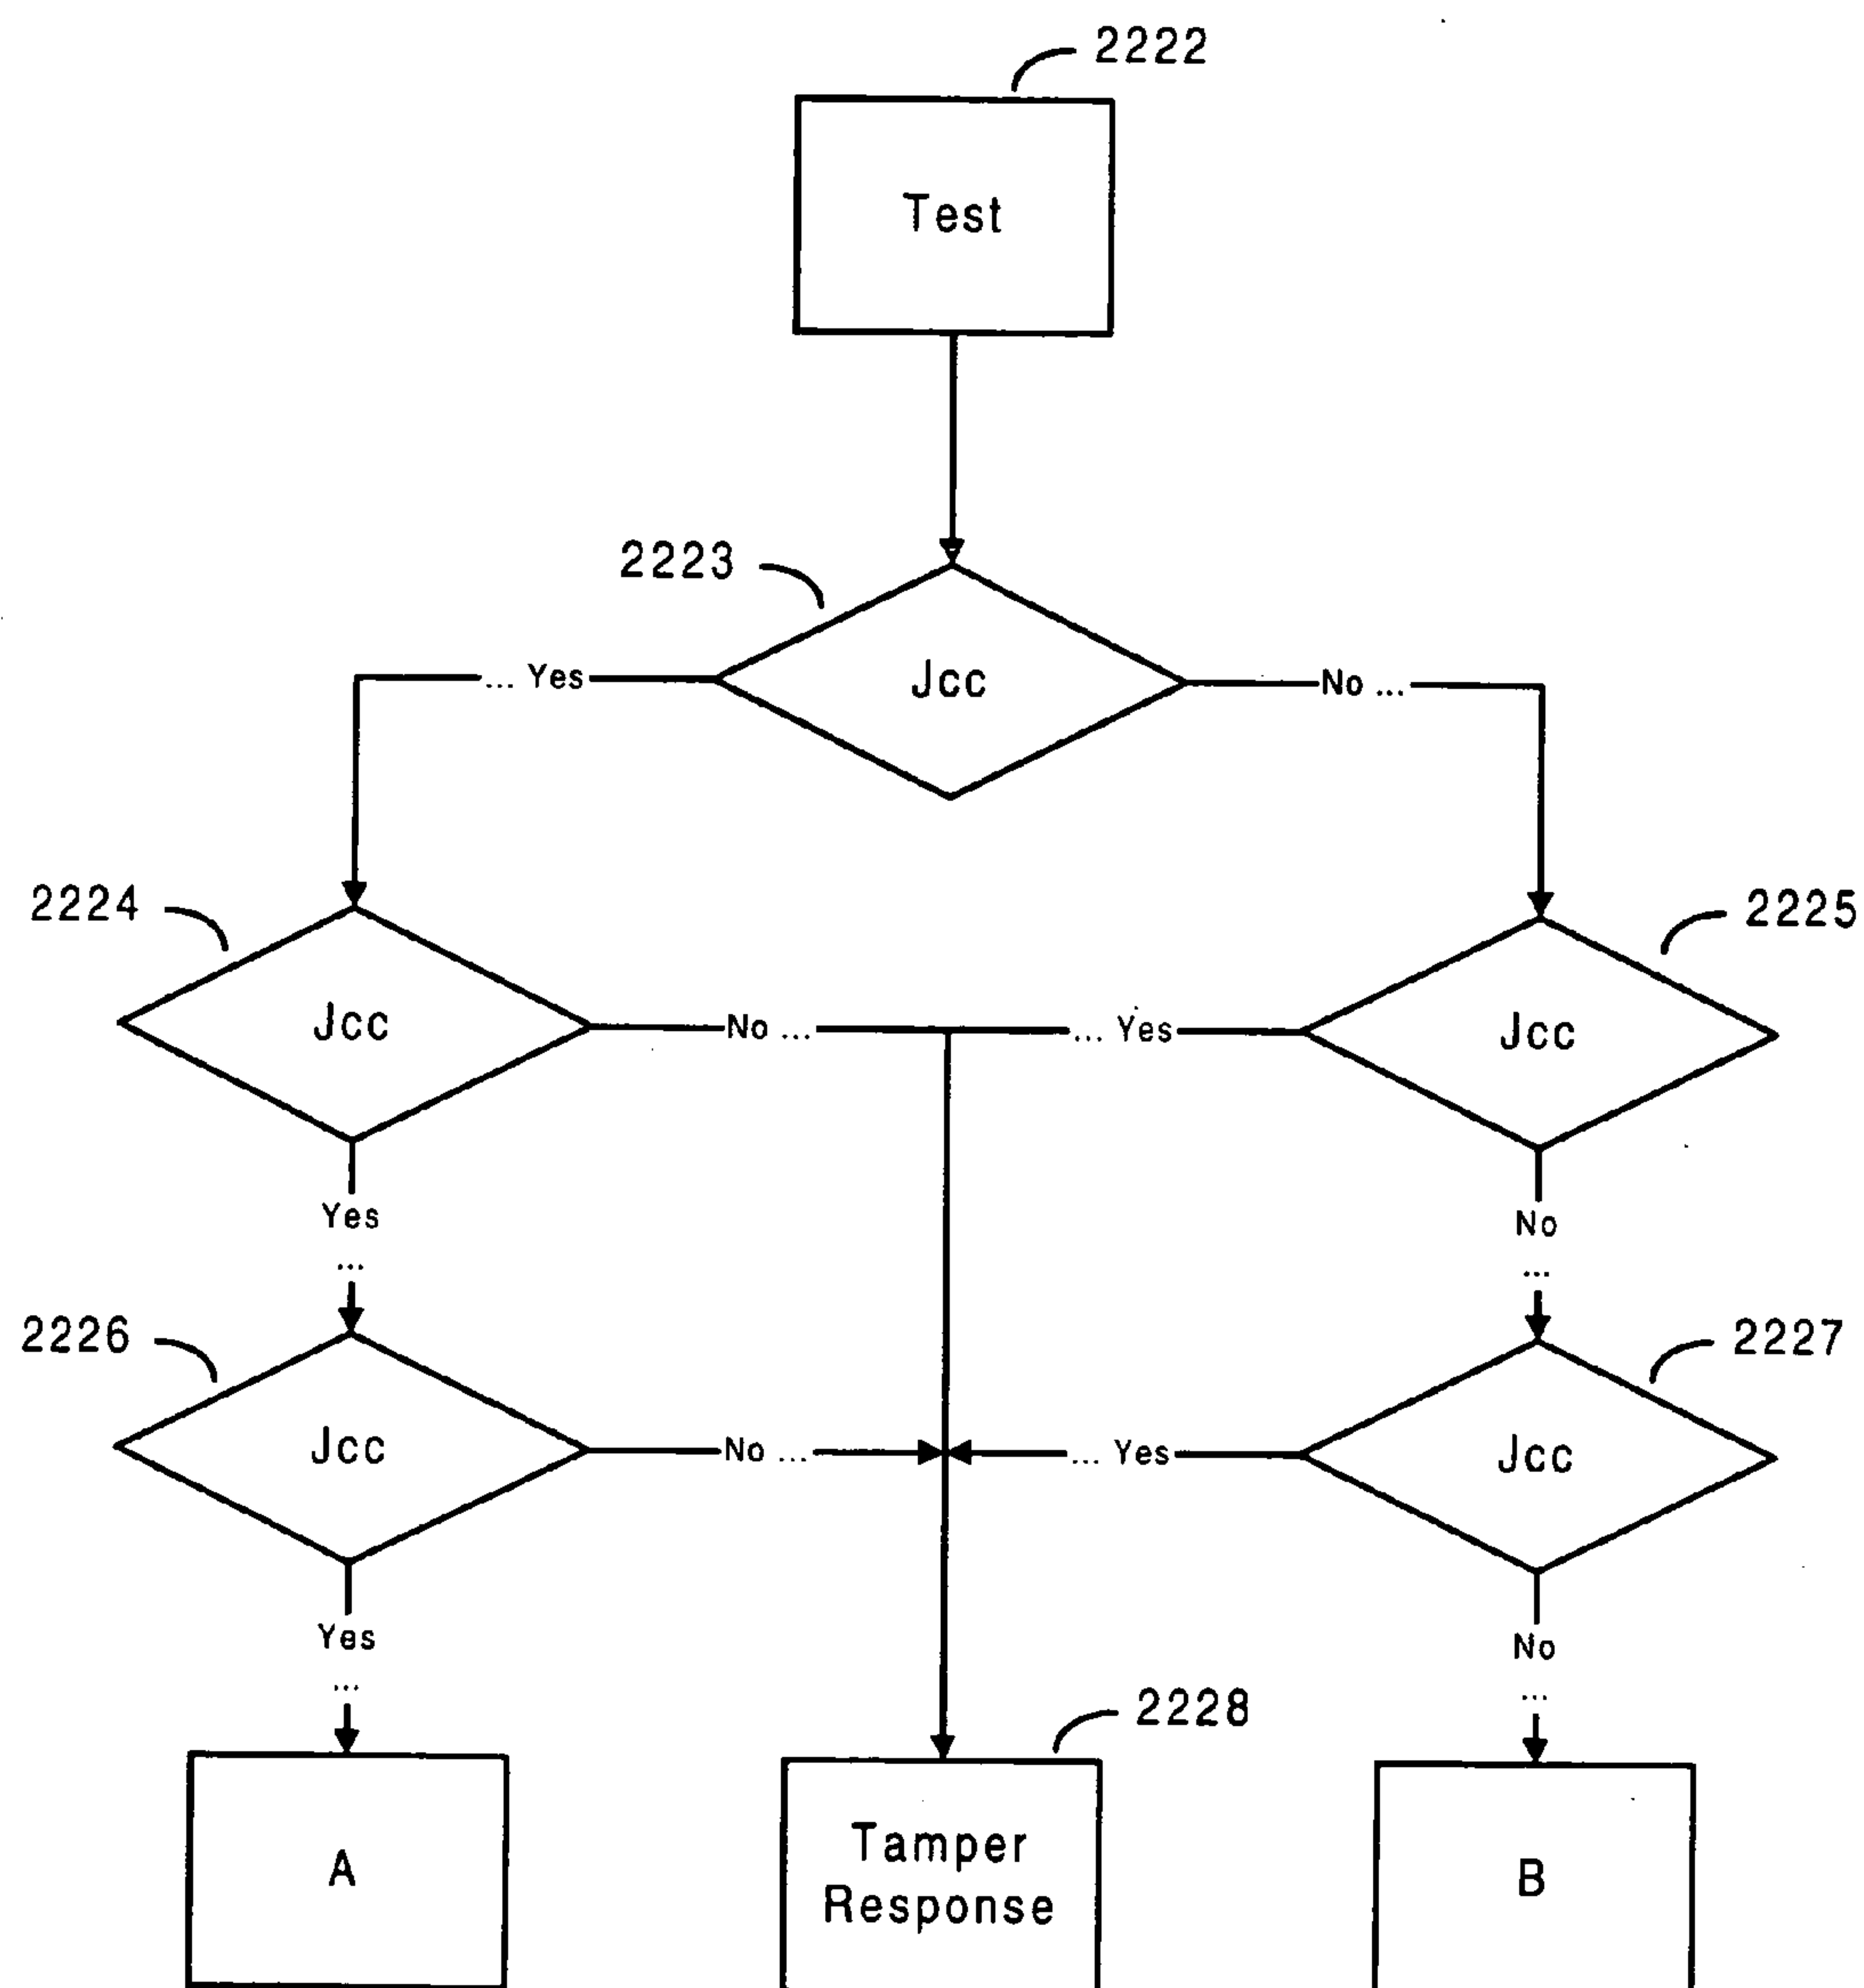 2222
Test
2223
Jcc
... Yes
No ...
2224
2225
Jcc
No ...
... Yes
Jcc
Yes
...
No
...
2226
2227
Jcc
No ...
... Yes
Jcc
Yes
...
No
...
2228
A
Tamper
Response
B